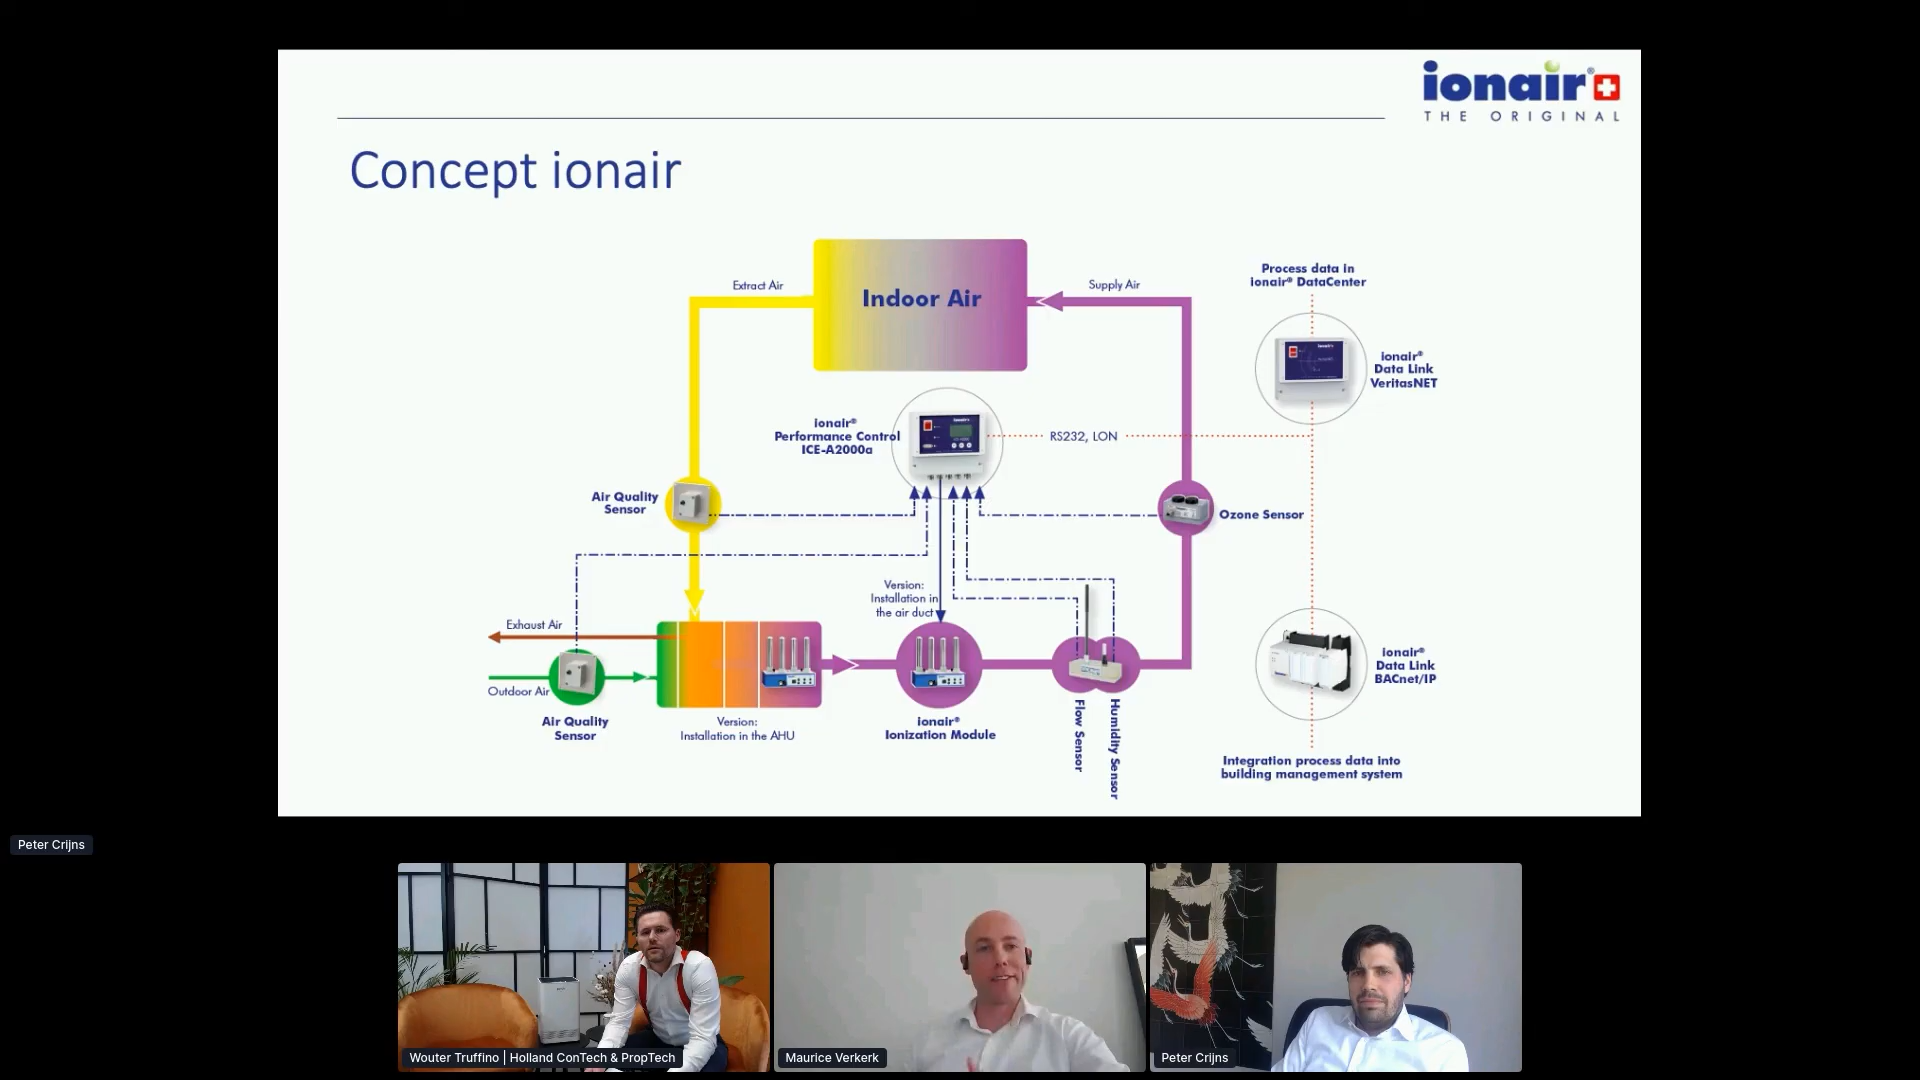 ionair®
THE ORIGINAL
Concept ionair
Indoor Air
Extract Air
Supply Air
Process data in
ionair® DataCenter
ionair®
Data Link
VeritasNET
ionair®
Performance Control
ICE-A2000a
RS232, LON
Air Quality
Sensor
Ozone Sensor
Version:
Installation in
the air duct
Exhaust Air
Outdoor Air
Air Quality
Sensor
Version:
Installation in the AHU
ionair®
Ionization Module
Flow Sensor
Humidity Sensor
ionair®
Data Link
BACnet/IP
Integration process data into
building management system
Peter Crijns
Wouter Truffino | Holland ConTech & PropTech
Maurice Verkerk
Peter Crijns